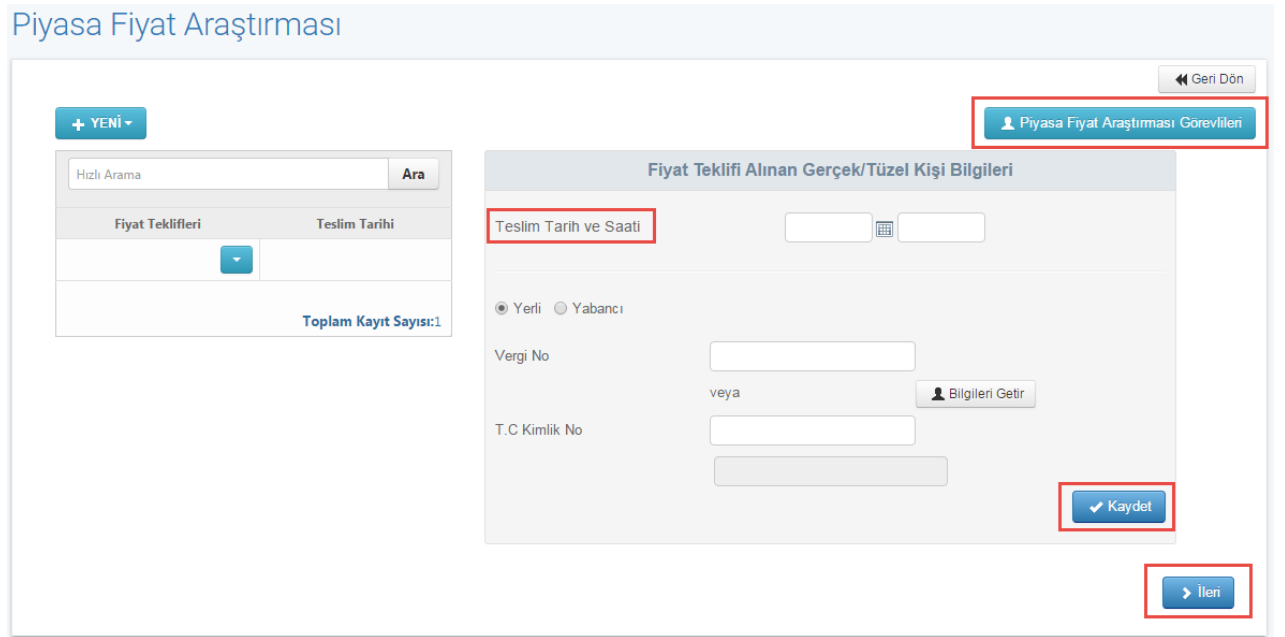 Piyasa Fiyat Araştırması
Geri Dön
YENİ
Piyasa Fiyat Araştırması Görevlileri
Hızlı Arama
Ara
Fiyat Teklifleri
Teslim Tarihi
Toplam Kayıt Sayısı:1
Fiyat Teklifi Alınan Gerçek/Tüzel Kişi Bilgileri
Teslim Tarih ve Saati
Yerli Yabancı
Vergi No
veya
Bilgileri Getir
T.C Kimlik No
Kaydet
İleri